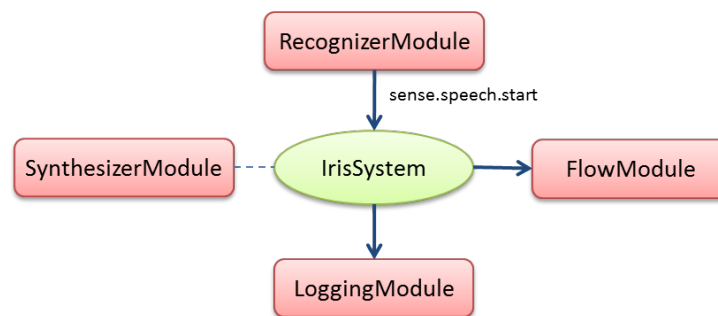 RecognizerModule
sense.speech.start
SynthesizerModule
IrisSystem
FlowModule
LoggingModule